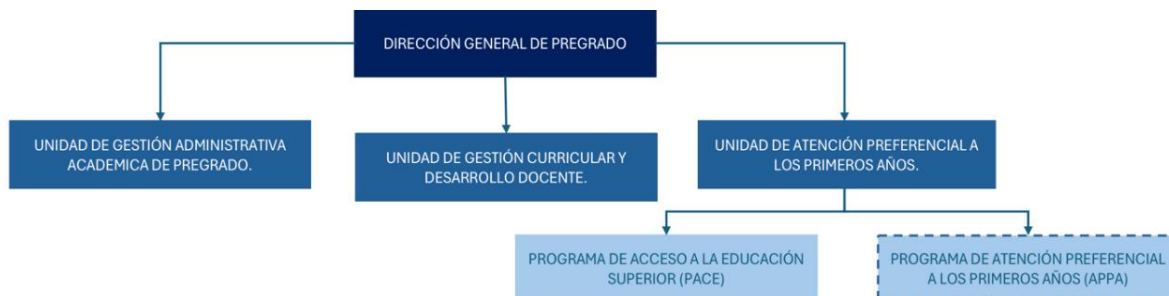 DIRECCIÓN GENERAL DE PREGRADO
UNIDAD DE GESTIÓN ADMINISTRATIVA
ACADEMICA DE PREGRADO.
UNIDAD DE GESTIÓN CURRICULAR Y
DESARROLLO DOCENTE.
UNIDAD DE ATENCIÓN PREFERENCIAL A
LOS PRIMEROS AÑOS.
PROGRAMA DE ACCESO A LA EDUCACIÓN
SUPERIOR (PACE)
PROGRAMA DE ATENCIÓN PREFERENCIAL
A LOS PRIMEROS AÑOS (APPA)